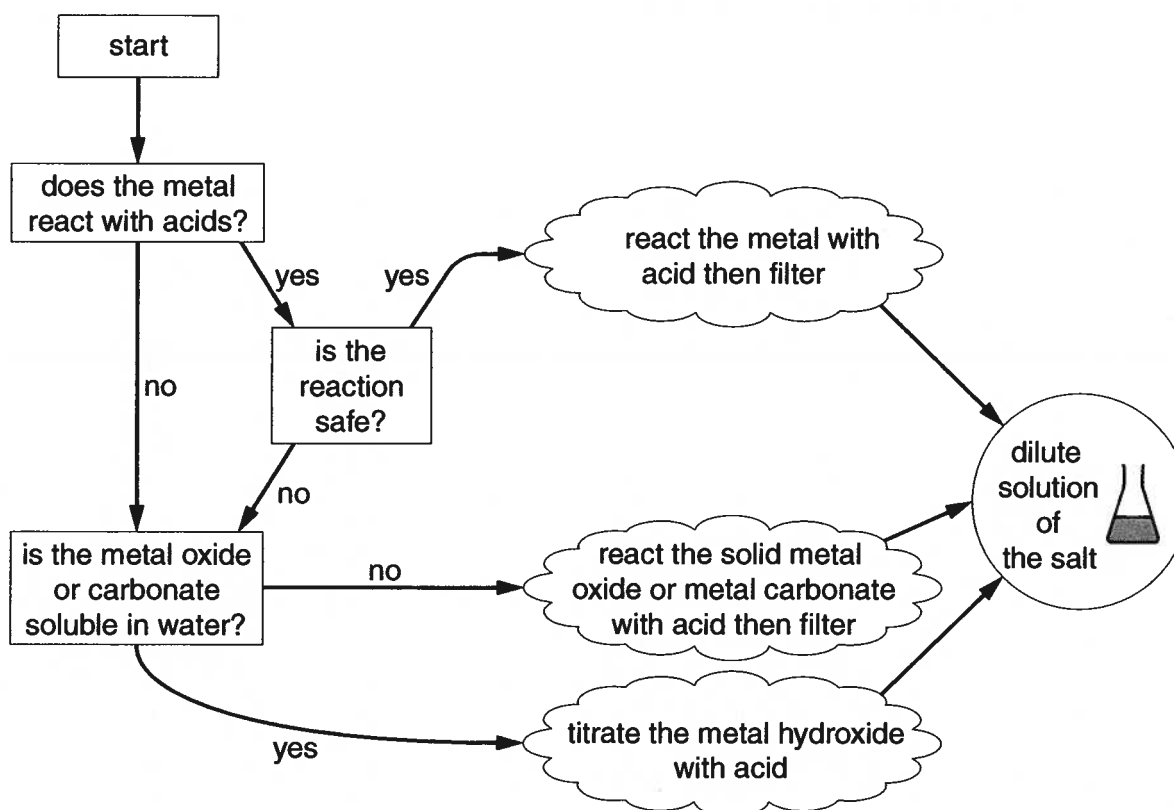 start
does the metal
react with acids?
yes
yes
react the metal with
acid then filter
is the
reaction
safe?
no
no
dilute
solution
of
the salt
is the metal oxide
or carbonate
soluble in water?
no
react the solid metal
oxide or metal carbonate
with acid then filter
yes
titrate the metal hydroxide
with acid